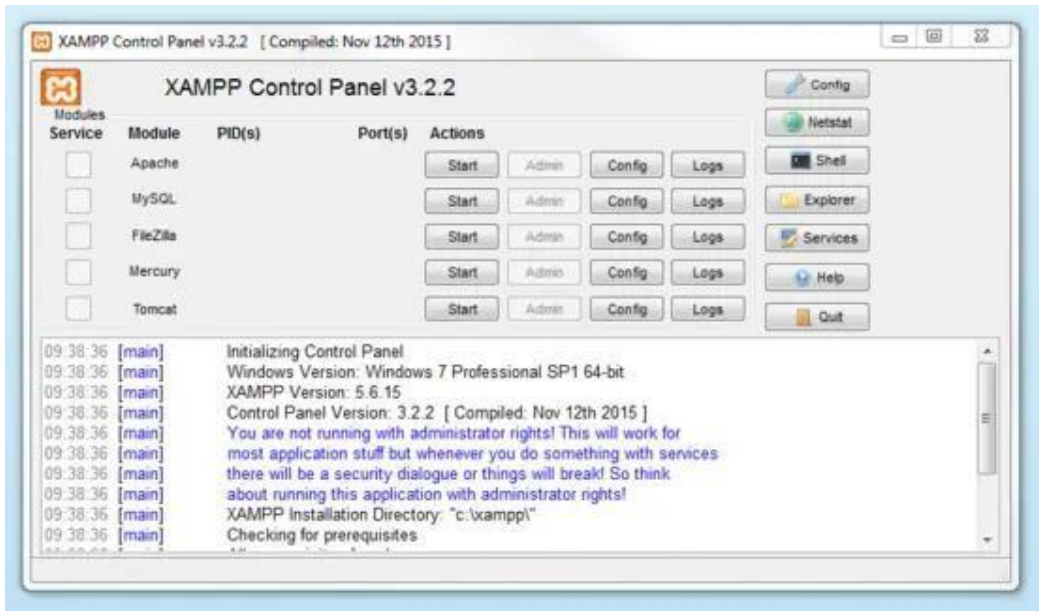 XAMPP Control Panel v3.2.2 [ Compiled: Nov 12th 2015 ]
XAMPP Control Panel v3.2.2
Modules
Service Module PID(s) Port(s) Actions
Apache Start Admin Config Logs
MySQL Start Admin Config Logs
FileZilla Start Admin Config Logs
Mercury Start Admin Config Logs
Tomcat Start Admin Config Logs
Config
Netstat
Shell
Explorer
Services
Help
Quit
09:38:36 [main] Initializing Control Panel
09:38:36 [main] Windows Version: Windows 7 Professional SP1 64-bit
09:38:36 [main] XAMPP Version: 5.6.15
09:38:36 [main] Control Panel Version: 3.2.2 [ Compiled: Nov 12th 2015 ]
09:38:36 [main] You are not running with administrator rights! This will work for
09:38:36 [main] most application stuff but whenever you do something with services
09:38:36 [main] there will be a security dialogue or things will break! So think
09:38:36 [main] about running this application with administrator rights!
09:38:36 [main] XAMPP Installation Directory: "c:\xampp\"
09:38:36 [main] Checking for prerequisites